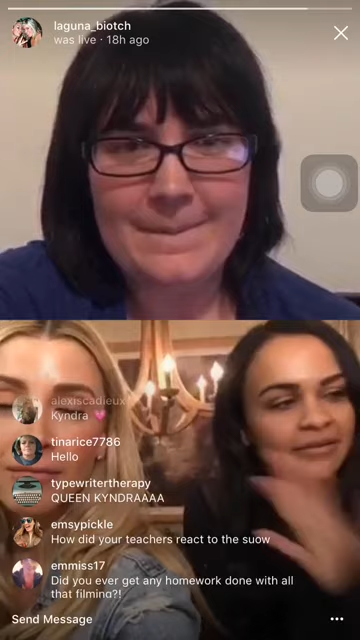 laguna_biotch
was live · 18h ago
alexiscadieux
Kyndra 💗
tinarice7786
Hello
typewritertherapy
QUEEN KYNDRAAAA
emsypickle
How did your teachers react to the suow
emmiss17
Did you ever get any homework done with all
that filming?!
Send Message